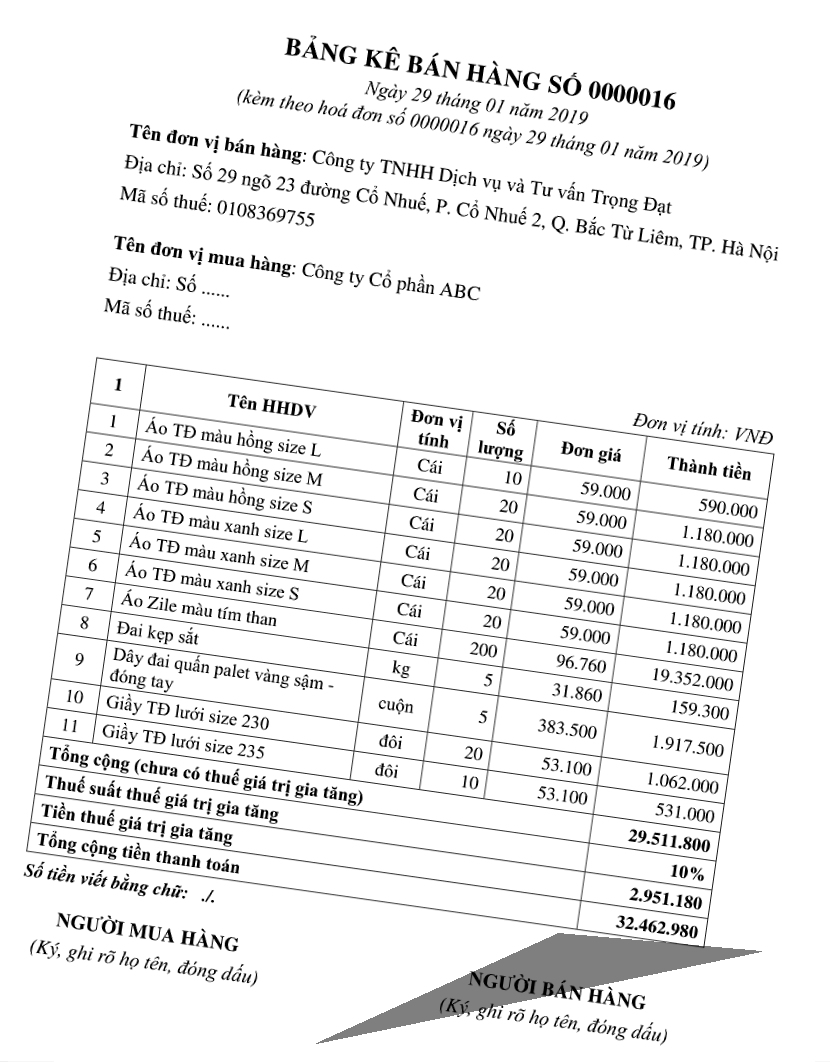 BẢNG KÊ BÁN HÀNG SỐ 0000016
Ngày 29 tháng 01 năm 2019
(kèm theo hoá đơn số 0000016 ngày 29 tháng 01 năm 2019)
Tên đơn vị bán hàng: Công ty TNHH Dịch vụ và Tư vấn Trọng Đạt
Địa chỉ: Số 29 ngõ 23 đường Cổ Nhuế, P. Cổ Nhuế 2, Q. Bắc Từ Liêm, TP. Hà Nội
Mã số thuế: 0108369755
Tên đơn vị mua hàng: Công ty Cổ phần ABC
Địa chỉ: Số ......
Mã số thuế: ......
Đơn vị tính: VNĐ
1 Tên HHDV Đơn vị tính Số lượng Đơn giá Thành tiền
1 Áo TĐ màu hồng size L Cái 10 59.000 590.000
2 Áo TĐ màu hồng size M Cái 20 59.000 1.180.000
3 Áo TĐ màu hồng size S Cái 20 59.000 1.180.000
4 Áo TĐ màu xanh size L Cái 20 59.000 1.180.000
5 Áo TĐ màu xanh size M Cái 20 59.000 1.180.000
6 Áo TĐ màu xanh size S Cái 20 59.000 1.180.000
7 Áo Zile màu tím than Cái 200 96.760 19.352.000
8 Đai kẹp sắt kg 5 31.860 159.300
9 Dây đai quấn palet vàng sậm - đóng tay cuộn 5 383.500 1.917.500
10 Giầy TĐ lưới size 230 đôi 20 53.100 1.062.000
11 Giầy TĐ lưới size 235 đôi 10 53.100 531.000
Tổng cộng (chưa có thuế giá trị gia tăng) 29.511.800
Thuế suất thuế giá trị gia tăng 10%
Tiền thuế giá trị gia tăng 2.951.180
Tổng cộng tiền thanh toán 32.462.980
Số tiền viết bằng chữ: ./.
NGƯỜI MUA HÀNG
(Ký, ghi rõ họ tên, đóng dấu)
NGƯỜI BÁN HÀNG
(Ký, ghi rõ họ tên, đóng dấu)